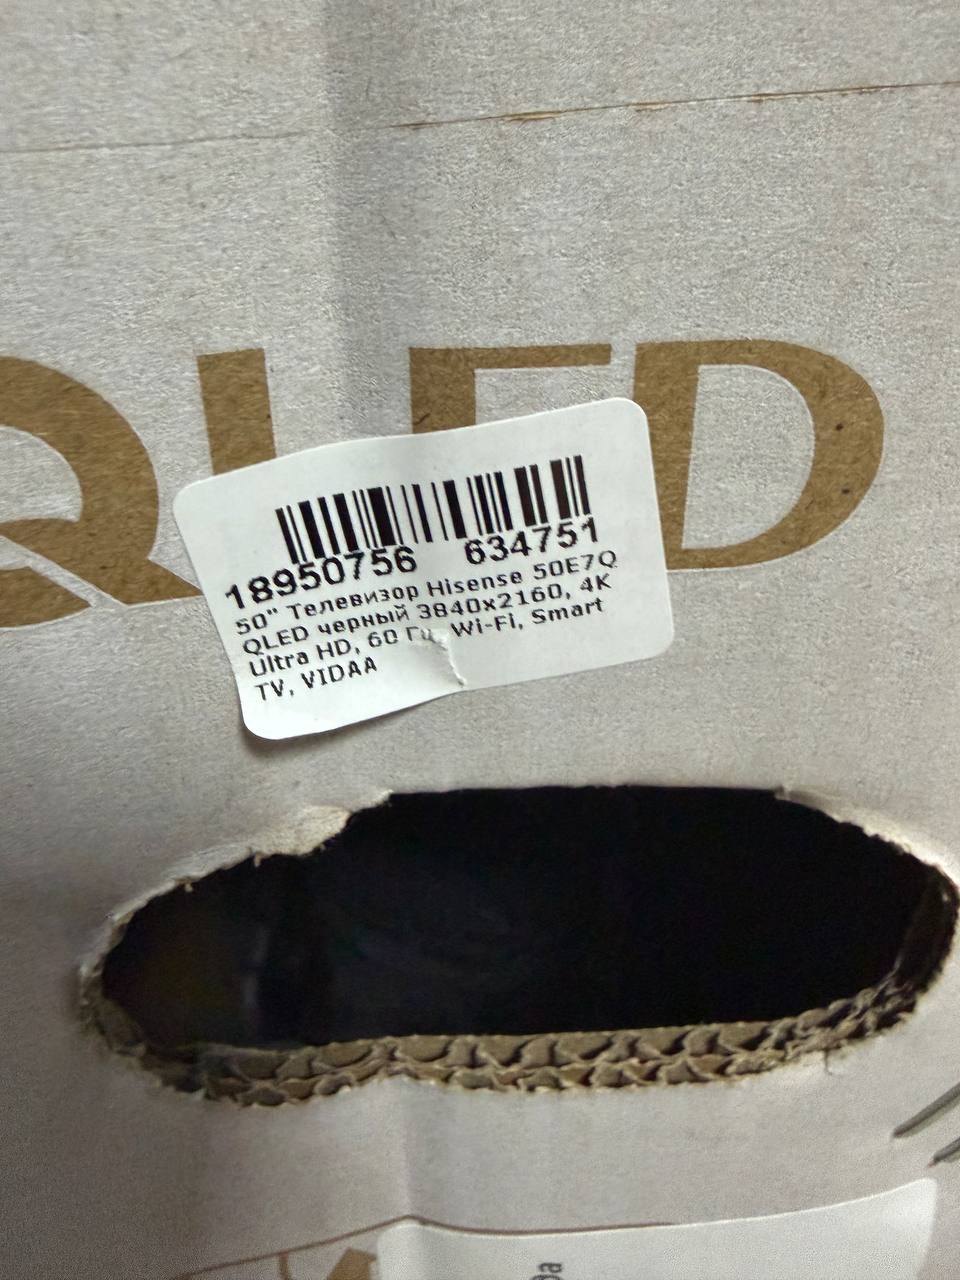 QLED
18950756 634751
50" Телевизор Hisense 50E7Q
QLED черный 3840x2160, 4K
Ultra HD, 60 Гц, Wi-Fi, Smart
TV, VIDAA